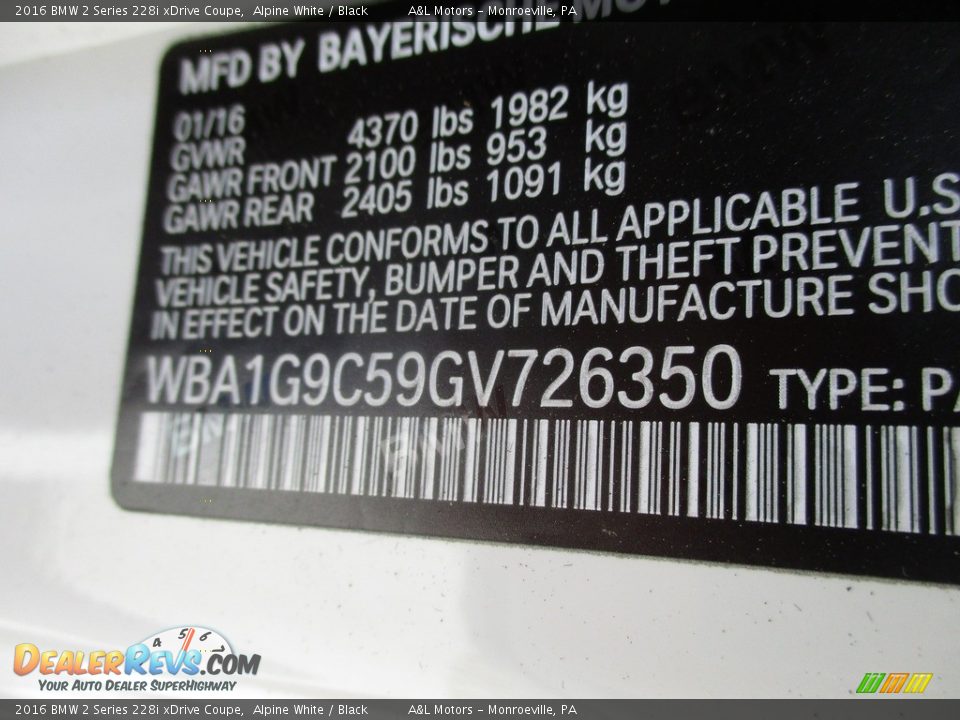 2016 BMW 2 Series 228i xDrive Coupe, Alpine White / Black A&L Motors - Monroeville, PA
MFD BY BAYERISCHE
01/16
GVWR 4370 lbs 1982 kg
GAWR FRONT 2100 lbs 953 kg
GAWR REAR 2405 lbs 1091 kg
THIS VEHICLE CONFORMS TO ALL APPLICABLE U.S
VEHICLE SAFETY, BUMPER AND THEFT PREVENT
IN EFFECT ON THE DATE OF MANUFACTURE SHO
WBA1G9C59GV726350 TYPE: PA
4 5 6
DEALERREVS.COM
YOUR AUTO DEALER SUPERHIGHWAY
2016 BMW 2 Series 228i xDrive Coupe, Alpine White / Black A&L Motors - Monroeville, PA